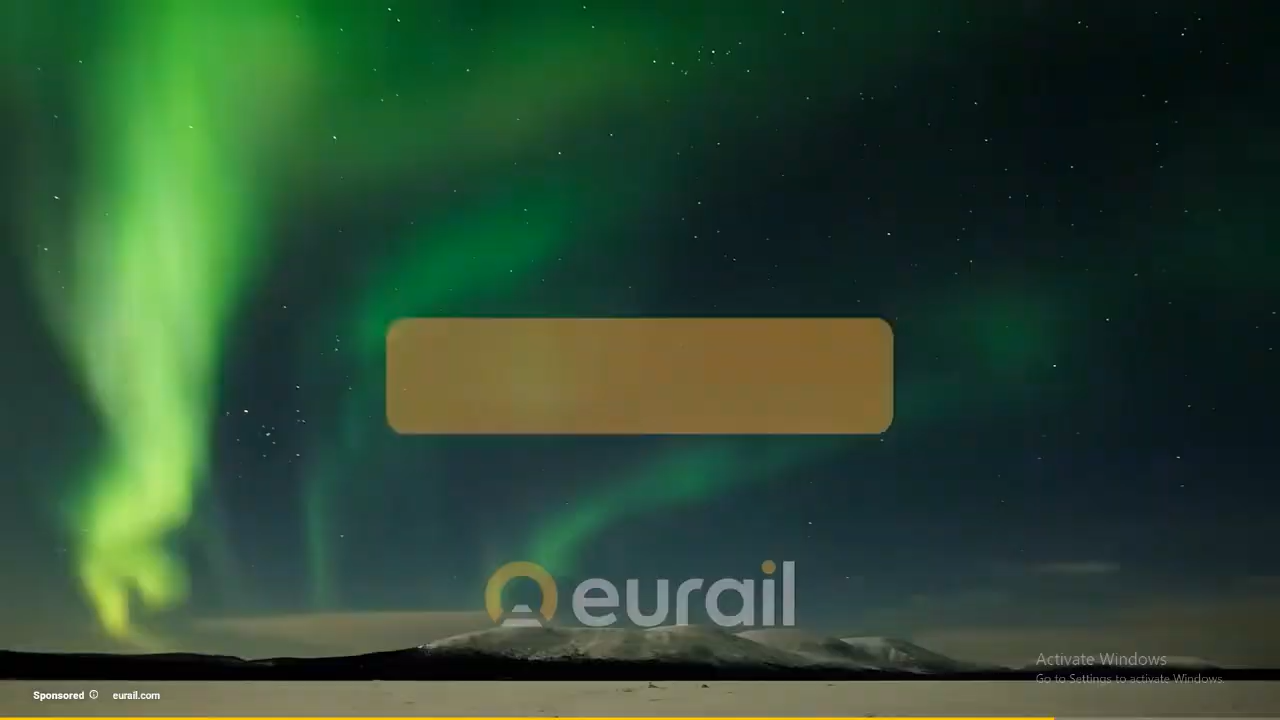 eurail
Activate Windows
Go to Settings to activate Windows.
Sponsored
eurail.com